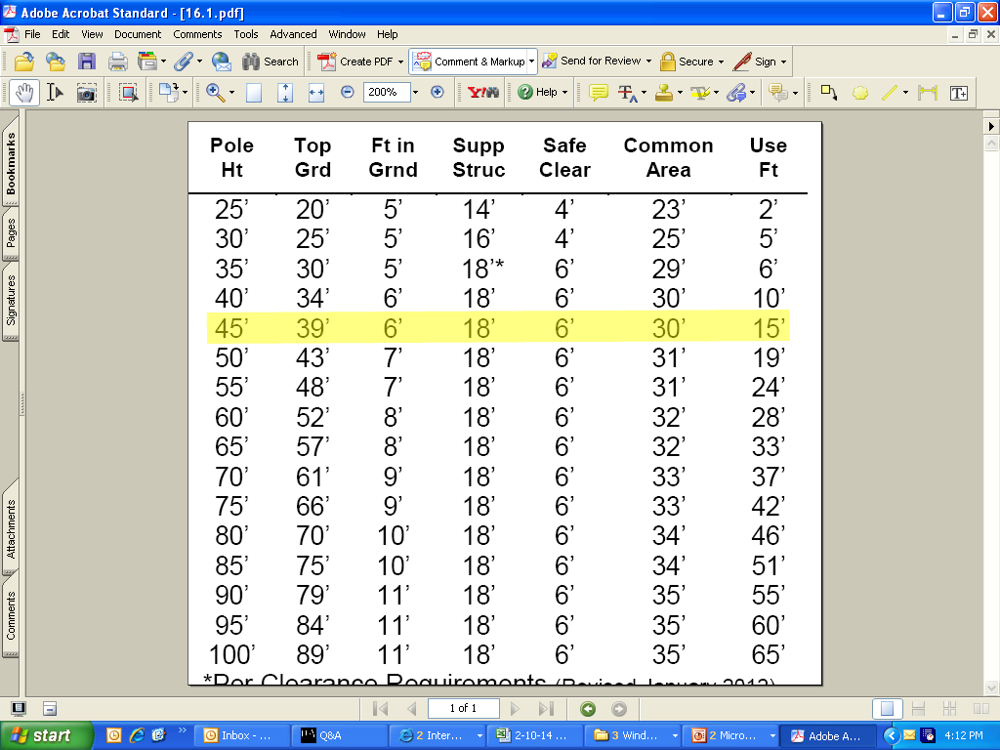 Adobe Acrobat Standard - [16.1.pdf]
File Edit View Document Comments Tools Advanced Window Help
Search Create PDF Comment & Markup Send for Review Secure Sign
200% Y! Help T T
Bookmarks
Pages
Signatures
Attachments
Comments
Pole Top Ft in Supp Safe Common Use
Ht Grd Grnd Struc Clear Area Ft
25’ 20’ 5’ 14’ 4’ 23’ 2’
30’ 25’ 5’ 16’ 4’ 25’ 5’
35’ 30’ 5’ 18’* 6’ 29’ 6’
40’ 34’ 6’ 18’ 6’ 30’ 10’
45’ 39’ 6’ 18’ 6’ 30’ 15’
50’ 43’ 7’ 18’ 6’ 31’ 19’
55’ 48’ 7’ 18’ 6’ 31’ 24’
60’ 52’ 8’ 18’ 6’ 32’ 28’
65’ 57’ 8’ 18’ 6’ 32’ 33’
70’ 61’ 9’ 18’ 6’ 33’ 37’
75’ 66’ 9’ 18’ 6’ 33’ 42’
80’ 70’ 10’ 18’ 6’ 34’ 46’
85’ 75’ 10’ 18’ 6’ 34’ 51’
90’ 79’ 11’ 18’ 6’ 35’ 55’
95’ 84’ 11’ 18’ 6’ 35’ 60’
100’ 89’ 11’ 18’ 6’ 35’ 65’
*Per Clearance Requirements (Revised January 2012)
1 of 1
start Inbox - ... Q&A 2 Inter... 2-10-14 ... 3 Wind... 2 Micro... Adobe A... 4:12 PM